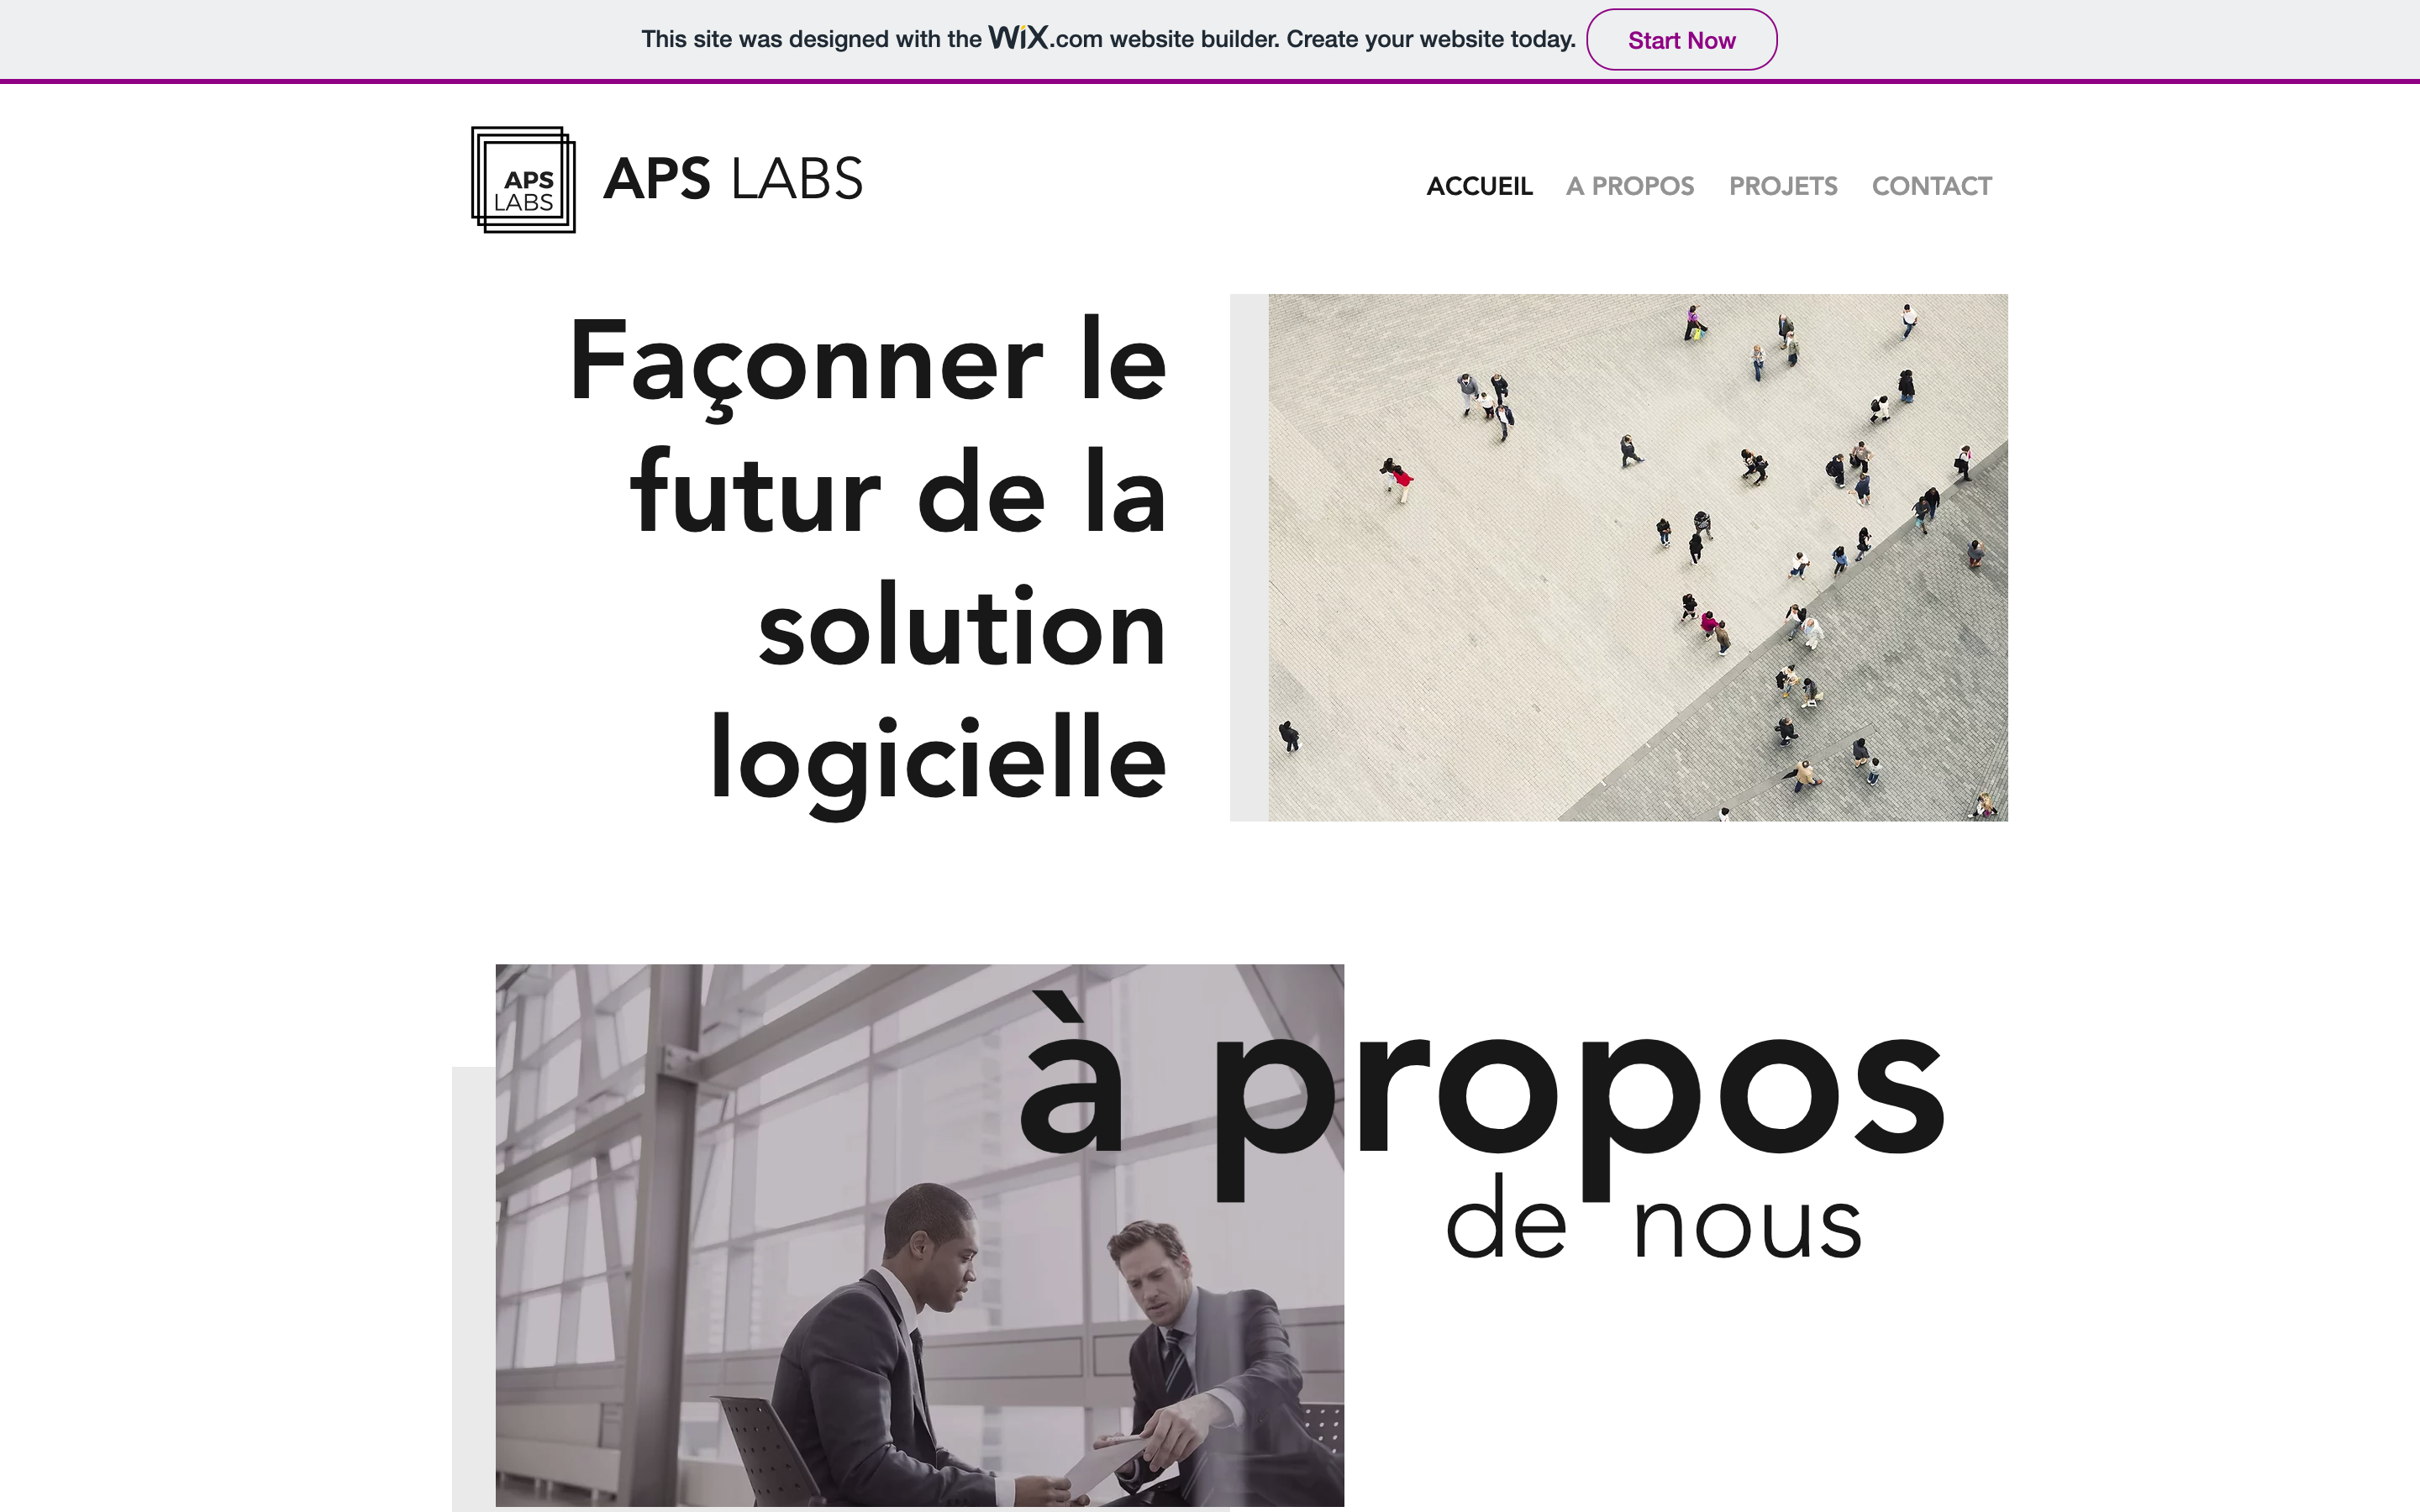 This site was designed with the WiX.com website builder. Create your website today. Start Now
APS
LABS
APS LABS
ACCUEIL A PROPOS PROJETS CONTACT
Façonner le
futur de la
solution
logicielle
à propos
de nous